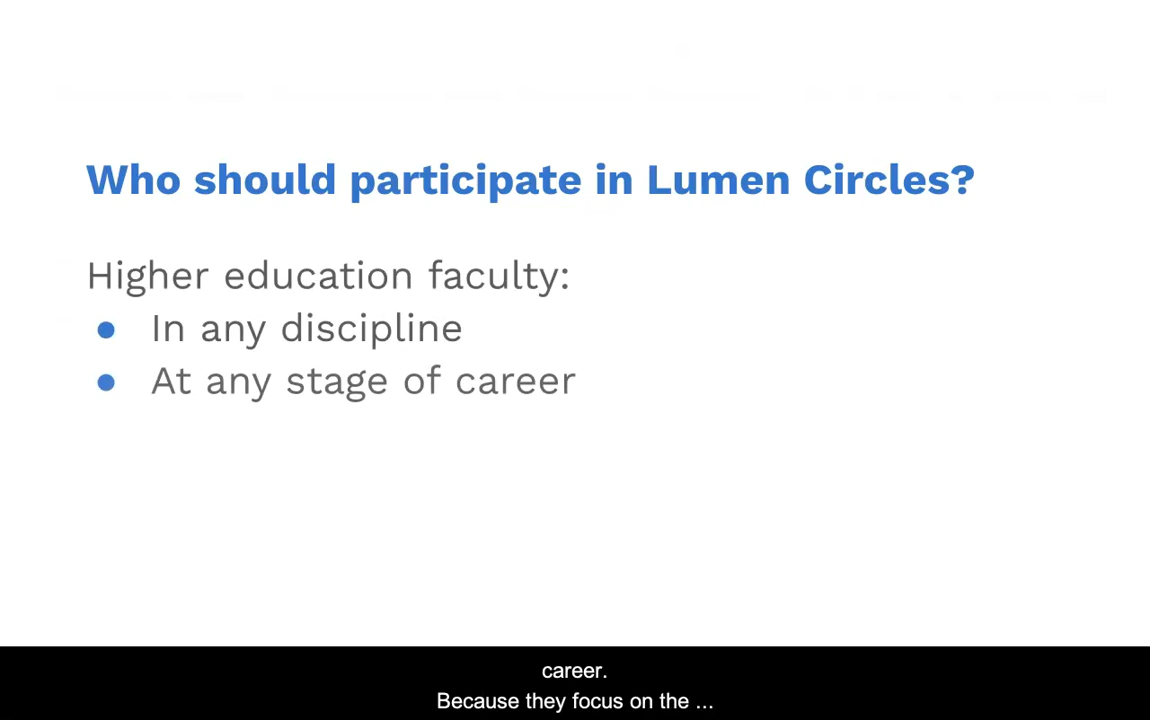 Who should participate in Lumen Circles?
Higher education faculty:
● In any discipline
● At any stage of career
career.
Because they focus on the ...